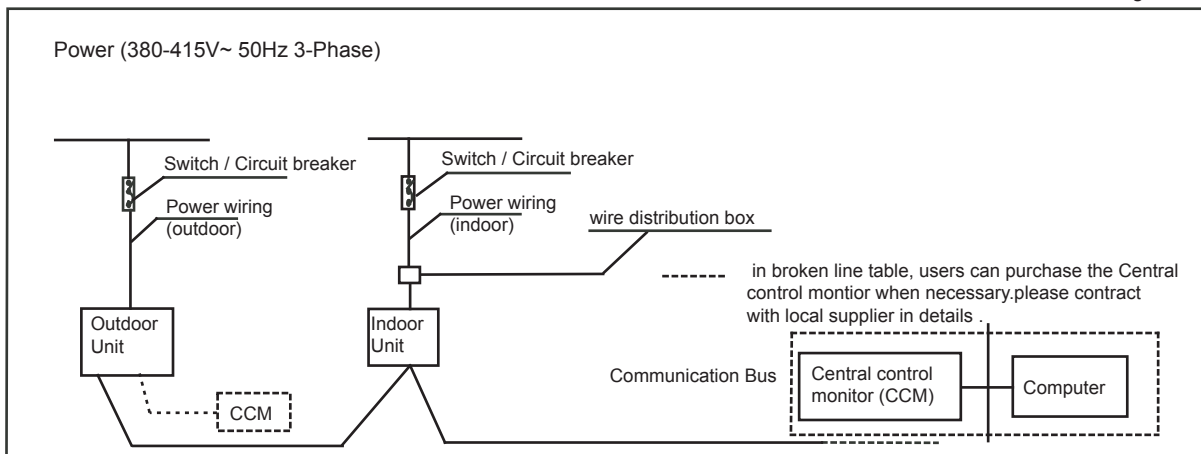 Power (380-415V~ 50Hz 3-Phase)
Switch / Circuit breaker
Switch / Circuit breaker
Power wiring
(outdoor)
Power wiring
(indoor)
wire distribution box
in broken line table, users can purchase the Central
control montior when necessary.please contract
with local supplier in details .
Outdoor
Unit
Indoor
Unit
Communication Bus
Central control
monitor (CCM)
Computer
CCM